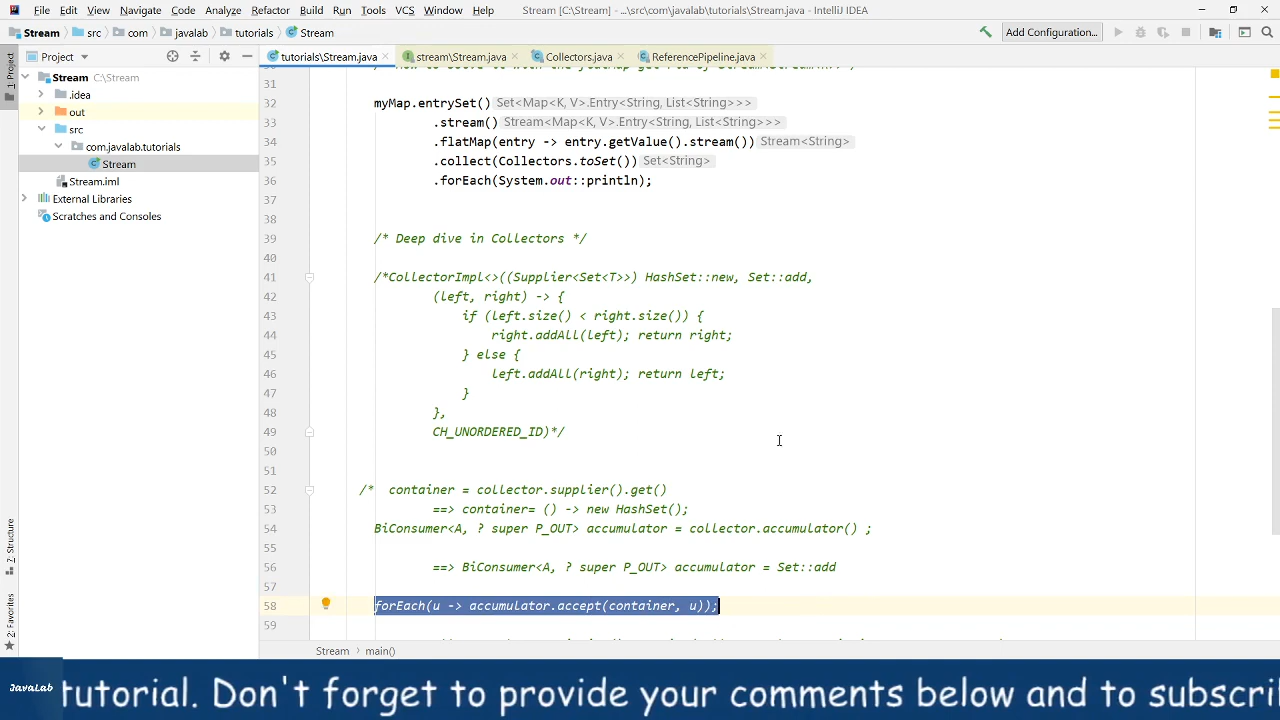 File Edit View Navigate Code Analyze Refactor Build Run Tools VCS Window Help Stream [C:\Stream] - ...\src\com\javalab\tutorials\Stream.java - IntelliJ IDEA
Stream src com javalab tutorials Stream Add Configuration...
Project tutorials\Stream.java stream\Stream.java Collectors.java ReferencePipeline.java
1: Project
Stream C:\Stream
.idea
out
src
com.javalab.tutorials
Stream
Stream.iml
External Libraries
Scratches and Consoles
7: Structure
2: Favorites
31
32 myMap.entrySet() Set<Map<K, V>.Entry<String, List<String>>>
33 .stream() Stream<Map<K, V>.Entry<String, List<String>>>
34 .flatMap(entry -> entry.getValue().stream()) Stream<String>
35 .collect(Collectors.toSet()) Set<String>
36 .forEach(System.out::println);
37
38
39 /* Deep dive in Collectors */
40
41 /*CollectorImpl<>((Supplier<Set<T>>) HashSet::new, Set::add,
42 (left, right) -> {
43 if (left.size() < right.size()) {
44 right.addAll(left); return right;
45 } else {
46 left.addAll(right); return left;
47 }
48 },
49 CH_UNORDERED_ID)*/
50
51
52 /* container = collector.supplier().get()
53 ==> container= () -> new HashSet();
54 BiConsumer<A, ? super P_OUT> accumulator = collector.accumulator() ;
55
56 ==> BiConsumer<A, ? super P_OUT> accumulator = Set::add
57
58 forEach(u -> accumulator.accept(container, u));
59
Stream > main()
JavaLab
tutorial. Don't forget to provide your comments below and to subscri